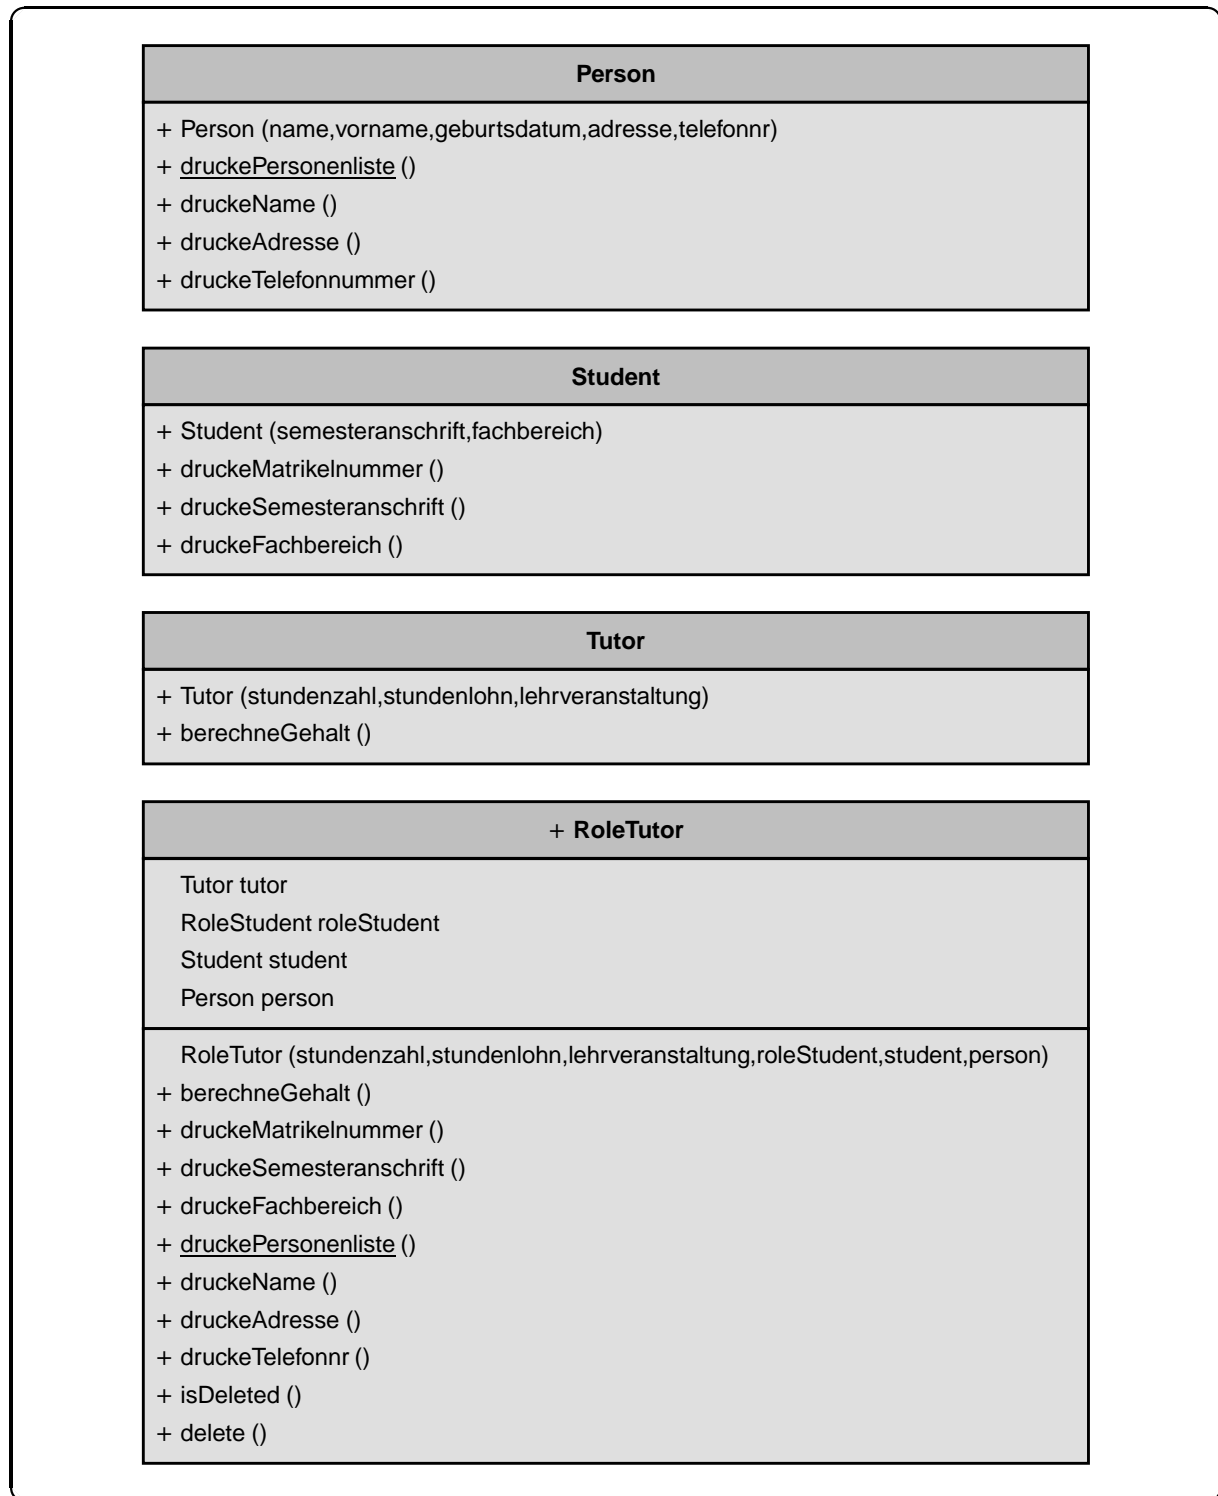 Person
+ Person (name,vorname,geburtsdatum,adresse,telefonnr)
+ druckePersonenliste ()
+ druckeName ()
+ druckeAdresse ()
+ druckeTelefonnummer ()
Student
+ Student (semesteranschrift,fachbereich)
+ druckeMatrikelnummer ()
+ druckeSemesteranschrift ()
+ druckeFachbereich ()
Tutor
+ Tutor (stundenzahl,stundenlohn,lehrveranstaltung)
+ berechneGehalt ()
+ RoleTutor
Tutor tutor
RoleStudent roleStudent
Student student
Person person
RoleTutor (stundenzahl,stundenlohn,lehrveranstaltung,roleStudent,student,person)
+ berechneGehalt ()
+ druckeMatrikelnummer ()
+ druckeSemesteranschrift ()
+ druckeFachbereich ()
+ druckePersonenliste ()
+ druckeName ()
+ druckeAdresse ()
+ druckeTelefonnr ()
+ isDeleted ()
+ delete ()